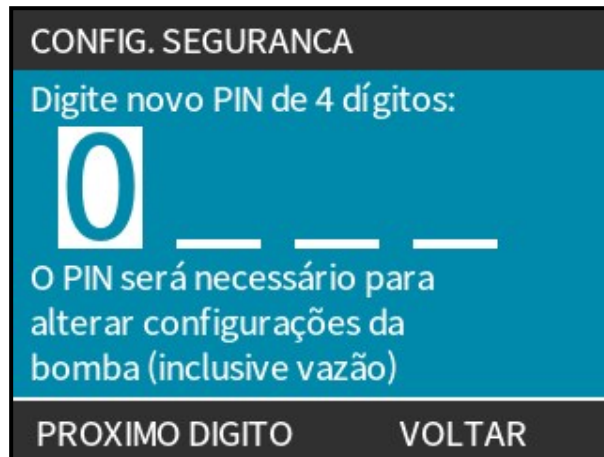 CONFIG. SEGURANCA
Digite novo PIN de 4 dígitos:
0 _ _ _
O PIN será necessário para
alterar configurações da
bomba (inclusive vazão)
PROXIMO DIGITO VOLTAR